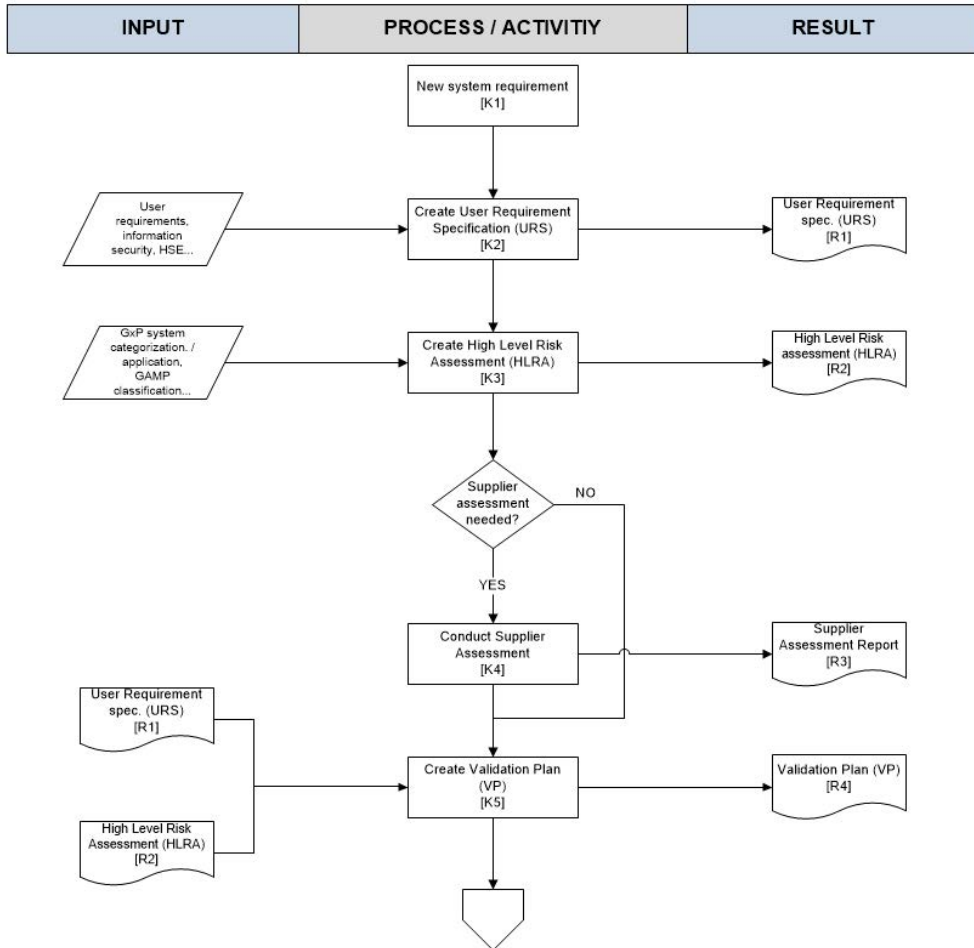 INPUT
PROCESS / ACTIVITIY
RESULT
New system requirement
[K1]
User
requirements,
information
security, HSE...
Create User Requirement
Specification (URS)
[K2]
User Requirement
spec. (URS)
[R1]
GxP system
categorization. /
application,
GAMP
classification...
Create High Level Risk
Assessment (HLRA)
[K3]
High Level Risk
assessment (HLRA)
[R2]
Supplier
assessment
needed?
NO
YES
Conduct Supplier
Assessment
[K4]
Supplier
Assessment Report
[R3]
User Requirement
spec. (URS)
[R1]
Create Validation Plan
(VP)
[K5]
Validation Plan (VP)
[R4]
High Level Risk
Assessment (HLRA)
[R2]